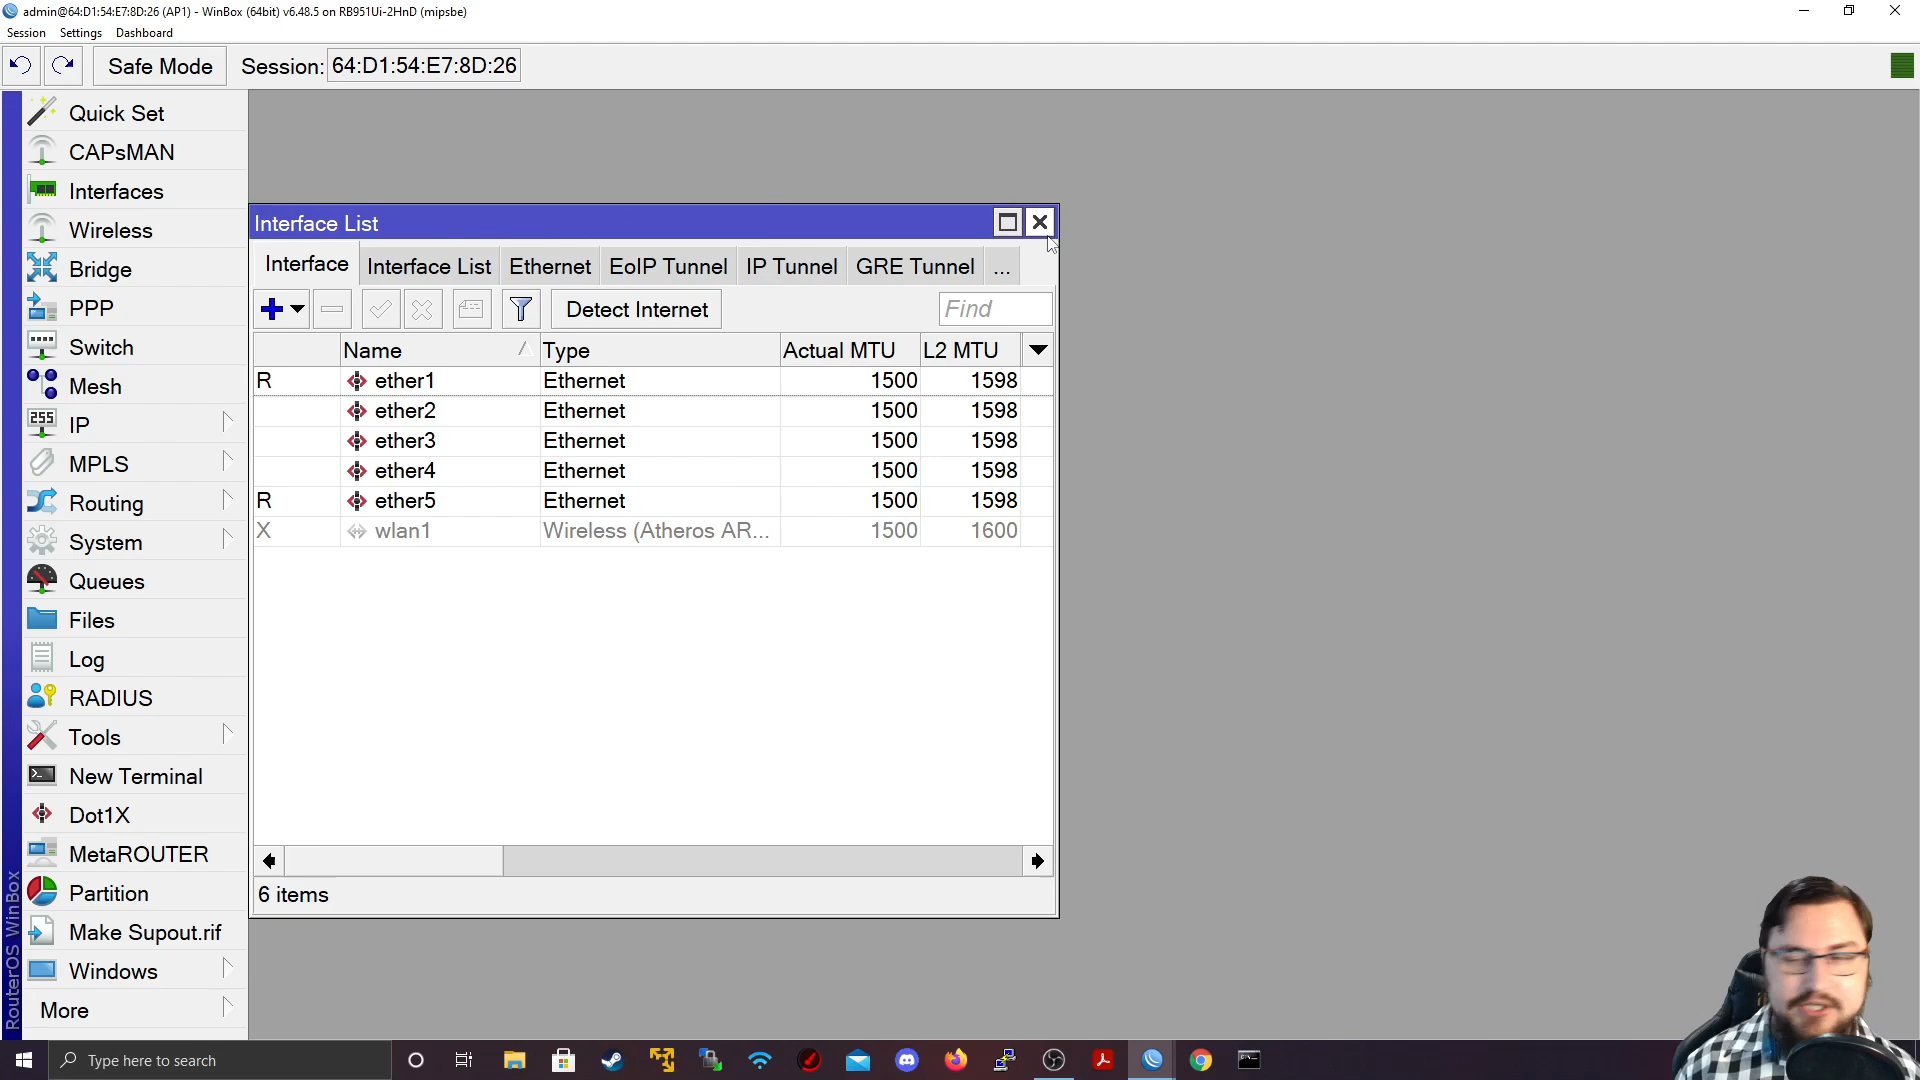 admin@64:D1:54:E7:8D:26 (AP1) - WinBox (64bit) v6.48.5 on RB951Ui-2HnD (mipsbe)
Session Settings Dashboard
Safe Mode Session: 64:D1:54:E7:8D:26
Quick Set
CAPsMAN
Interfaces
Wireless
Bridge
PPP
Switch
Mesh
255 IP
MPLS
Routing
System
Queues
Files
Log
RADIUS
Tools
New Terminal
Dot1X
MetaROUTER
Partition
Make Supout.rif
Windows
More
RouterOS WinBox
Interface List
Interface Interface List Ethernet EoIP Tunnel IP Tunnel GRE Tunnel ...
Detect Internet Find
Name Type Actual MTU L2 MTU
R ether1 Ethernet 1500 1598
ether2 Ethernet 1500 1598
ether3 Ethernet 1500 1598
ether4 Ethernet 1500 1598
R ether5 Ethernet 1500 1598
X wlan1 Wireless (Atheros AR... 1500 1600
6 items
Type here to search